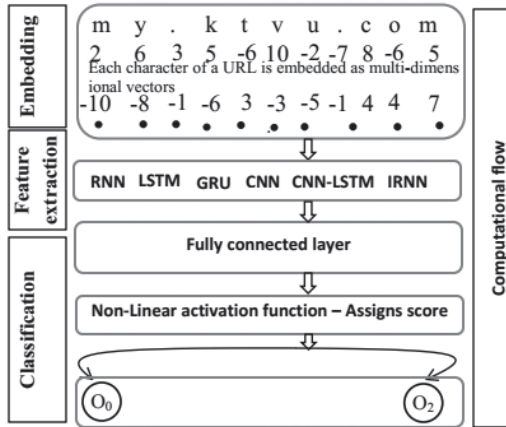 Embedding
m y . k t v u . c o m
2 6 3 5 -6 10 -2 -7 8 -6 5
Each character of a URL is embedded as multi-dimens
ional vectors
-10 -8 -1 -6 3 -3 -5 -1 4 4 7
Feature
extraction
RNN LSTM GRU CNN CNN-LSTM IRNN
Classification
Fully connected layer
Non-Linear activation function – Assigns score
O0 O2
Computational flow